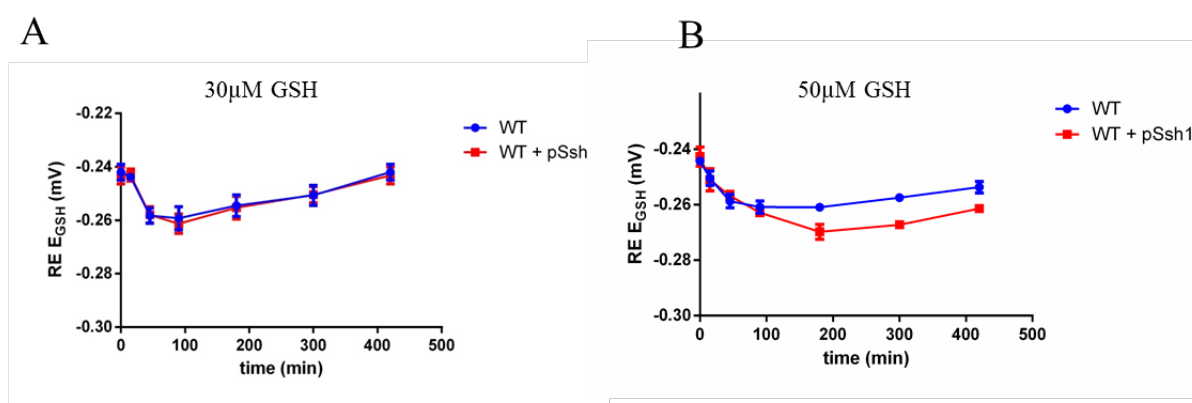 A
30µM GSH
WT
WT + pSsh
-0.22
-0.24
-0.26
-0.28
-0.30
RE EGSH (mV)
0 100 200 300 400 500
time (min)
B
50µM GSH
WT
WT + pSsh1
-0.24
-0.26
-0.28
-0.30
RE EGSH (mV)
0 100 200 300 400 500
time (min)